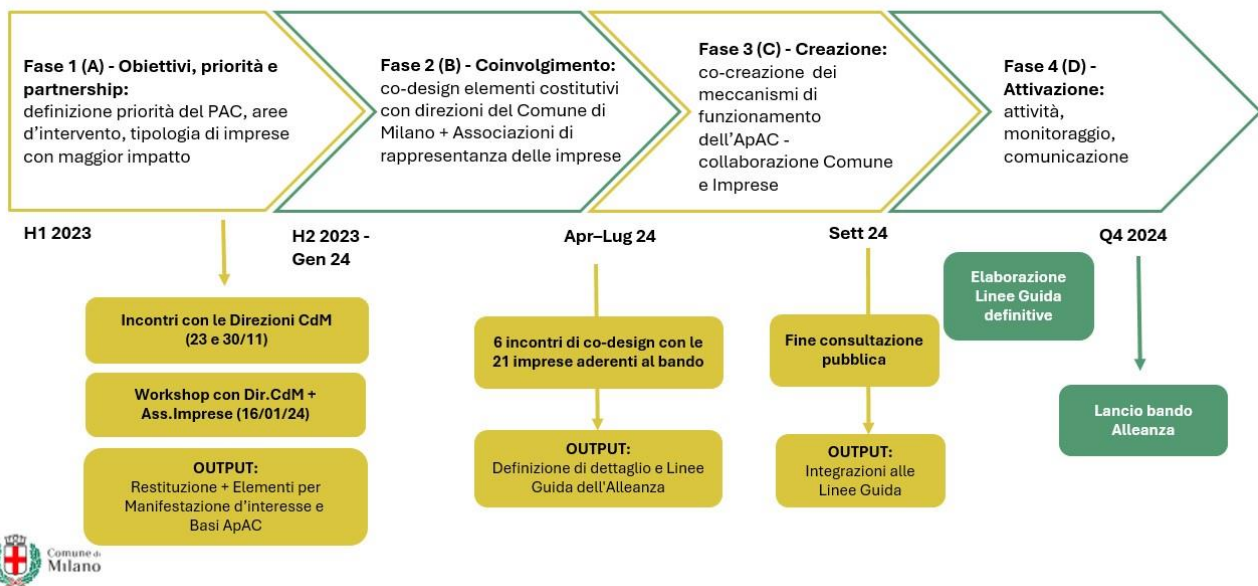 Fase 1 (A) - Obiettivi, priorità e
partnership:
definizione priorità del PAC, aree
d'intervento, tipologia di imprese
con maggior impatto
Fase 2 (B) - Coinvolgimento:
co-design elementi costitutivi
con direzioni del Comune di
Milano + Associazioni di
rappresentanza delle imprese
Fase 3 (C) - Creazione:
co-creazione dei
meccanismi di
funzionamento
dell'ApAC -
collaborazione Comune
e Imprese
Fase 4 (D) -
Attivazione:
attività,
monitoraggio,
comunicazione
H1 2023
H2 2023 -
Gen 24
Apr–Lug 24
Sett 24
Q4 2024
Incontri con le Direzioni CdM
(23 e 30/11)
Workshop con Dir.CdM +
Ass.Imprese (16/01/24)
OUTPUT:
Restituzione + Elementi per
Manifestazione d'interesse e
Basi ApAC
6 incontri di co-design con le
21 imprese aderenti al bando
OUTPUT:
Definizione di dettaglio e Linee
Guida dell'Alleanza
Fine consultazione
pubblica
OUTPUT:
Integrazioni alle
Linee Guida
Elaborazione
Linee Guida
definitive
Lancio bando
Alleanza
Comune di
Milano